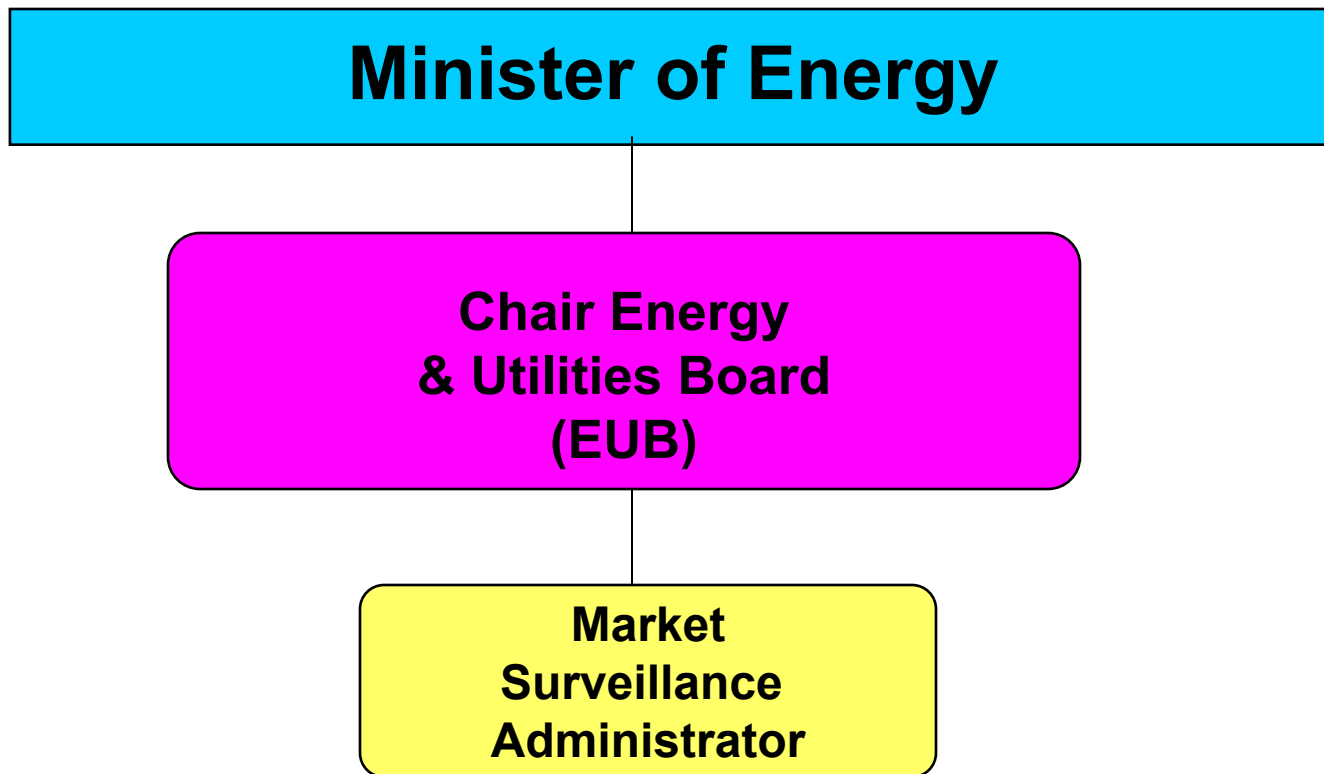 Minister of Energy
Chair Energy
& Utilities Board
(EUB)
Market
Surveillance
Administrator